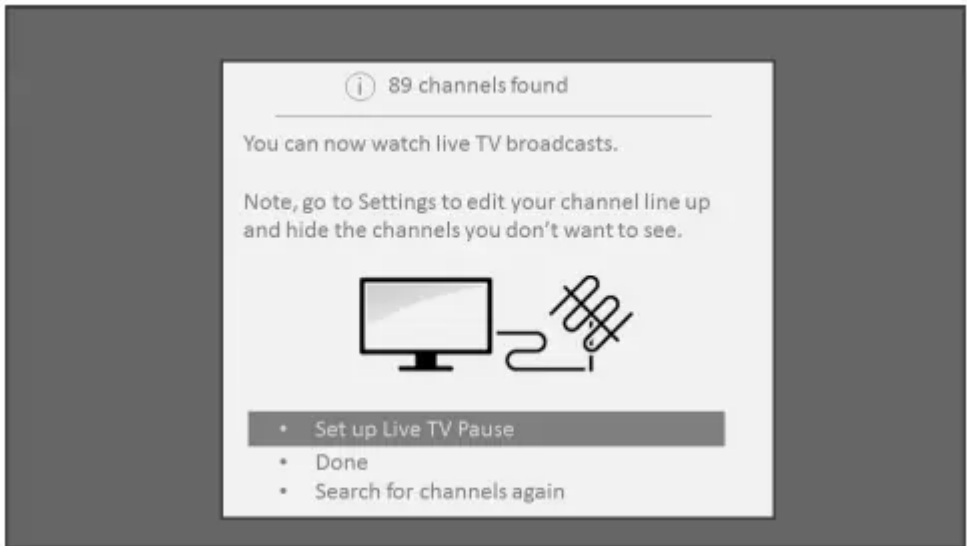 i 89 channels found
You can now watch live TV broadcasts.
Note, go to Settings to edit your channel line up
and hide the channels you don't want to see.
• Set up Live TV Pause
• Done
• Search for channels again